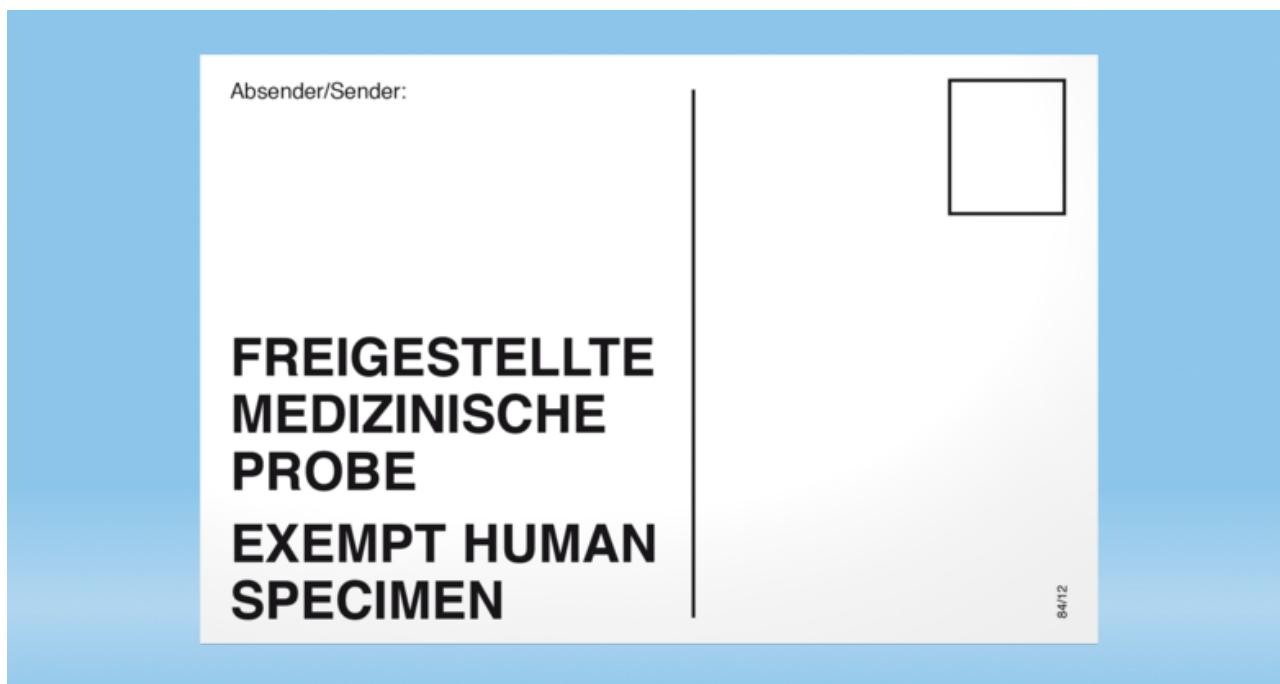 Absender/Sender:
FREIGESTELLTE
MEDIZINISCHE
PROBE
EXEMPT HUMAN
SPECIMEN
84/12